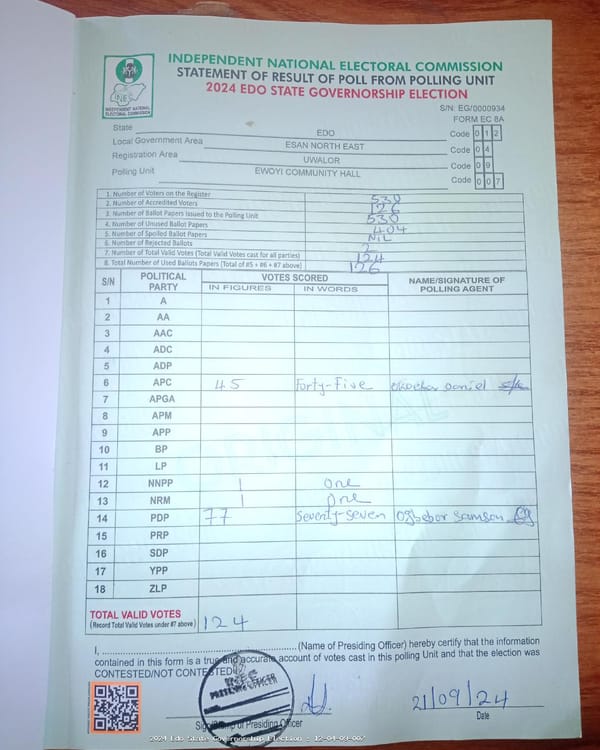 INEC
INDEPENDENT NATIONAL
ELECTORAL COMMISSION
INDEPENDENT NATIONAL ELECTORAL COMMISSION
STATEMENT OF RESULT OF POLL FROM POLLING UNIT
2024 EDO STATE GOVERNORSHIP ELECTION
S/N: EG/0000934
FORM EC 8A
State EDO Code 0 1 2
Local Government Area ESAN NORTH EAST Code 0 4
Registration Area UWALOR Code 0 9
Polling Unit EWOYI COMMUNITY HALL Code 0 0 7
1. Number of Voters on the Register 530
2. Number of Accredited Voters 126
3. Number of Ballot Papers Issued to the Polling Unit 530
4. Number of Unused Ballot Papers 404
5. Number of Spoiled Ballot Papers NIL
6. Number of Rejected Ballots 2
7. Number of Total Valid Votes (Total Valid Votes cast for all parties) 124
8. Total Number of Used Ballots Papers (Total of #5 + #6 + #7 above) 126
S/N POLITICAL PARTY VOTES SCORED NAME/SIGNATURE OF POLLING AGENT
IN FIGURES IN WORDS
1 A
2 AA
3 AAC
4 ADC
5 ADP
6 APC 45 Forty-Five Okoebor Daniel
7 APGA
8 APM
9 APP
10 BP
11 LP
12 NNPP 1 One
13 NRM 1 One
14 PDP 77 Seventy-Seven Ogbebor Samson
15 PRP
16 SDP
17 YPP
18 ZLP
TOTAL VALID VOTES
(Record Total Valid Votes under #7 above) 124
I, (Name of Presiding Officer) hereby certify that the information
contained in this form is a true and accurate account of votes cast in this polling Unit and that the election was
CONTESTED/NOT CONTESTED
INEC
PRESIDING OFFICER
21/09/24
Sign/Stamp of Presiding Officer Date
2024 Edo State Governorship Election - 12-04-09-007